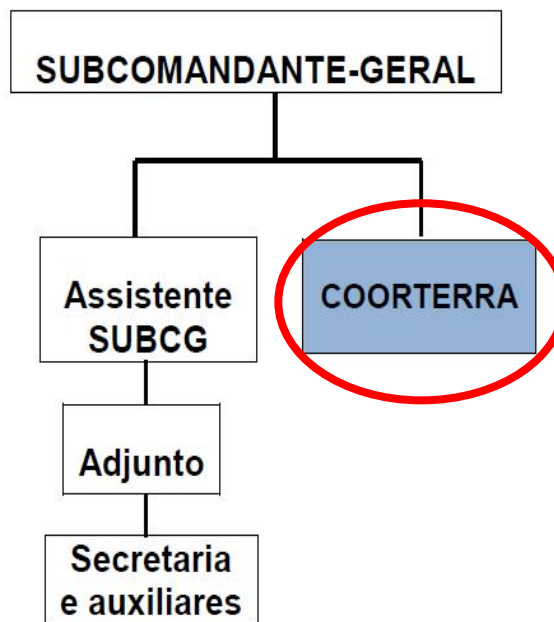 SUBCOMANDANTE-GERAL
Assistente
SUBCG
COORTERRA
Adjunto
Secretaria
e auxiliares